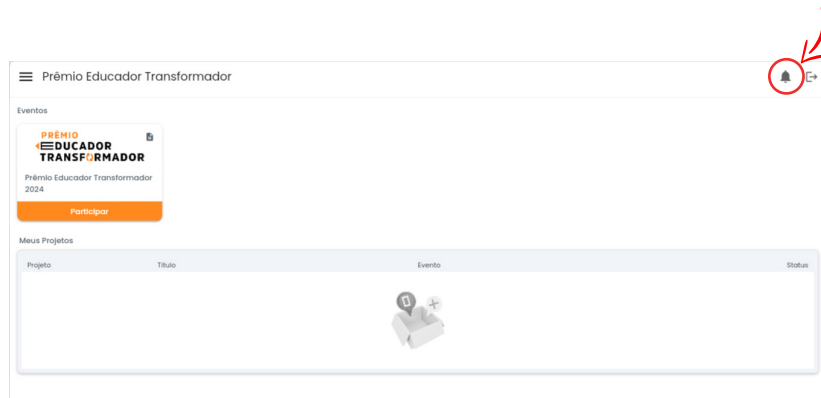 Prêmio Educador Transformador
Eventos
PRÊMIO
EDUCADOR
TRANSFORMADOR
Prêmio Educador Transformador
2024
Participar
Meus Projetos
Projeto Título Evento Status